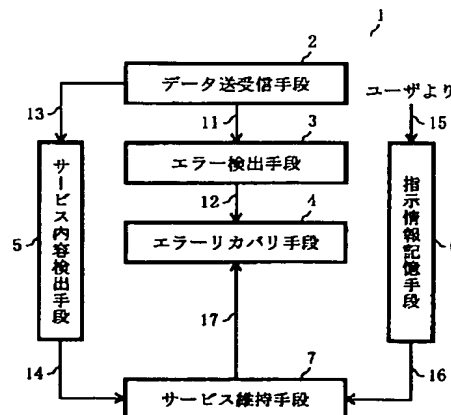 1
2
データ送受信手段
ユーザより
13
11
15
3
エラー検出手段
12
4
エラーリカバリ手段
5
サービス内容検出手段
指示情報記憶手段
17
14
16
7
サービス維持手段